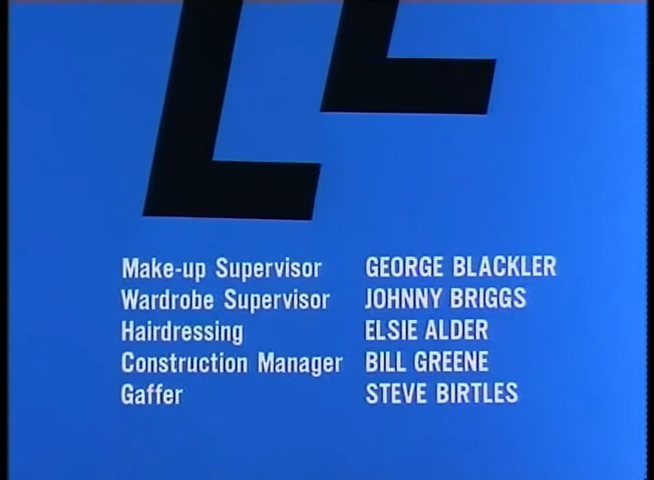 LL
Make-up Supervisor GEORGE BLACKLER
Wardrobe Supervisor JOHNNY BRIGGS
Hairdressing ELSIE ALDER
Construction Manager BILL GREENE
Gaffer STEVE BIRTLES